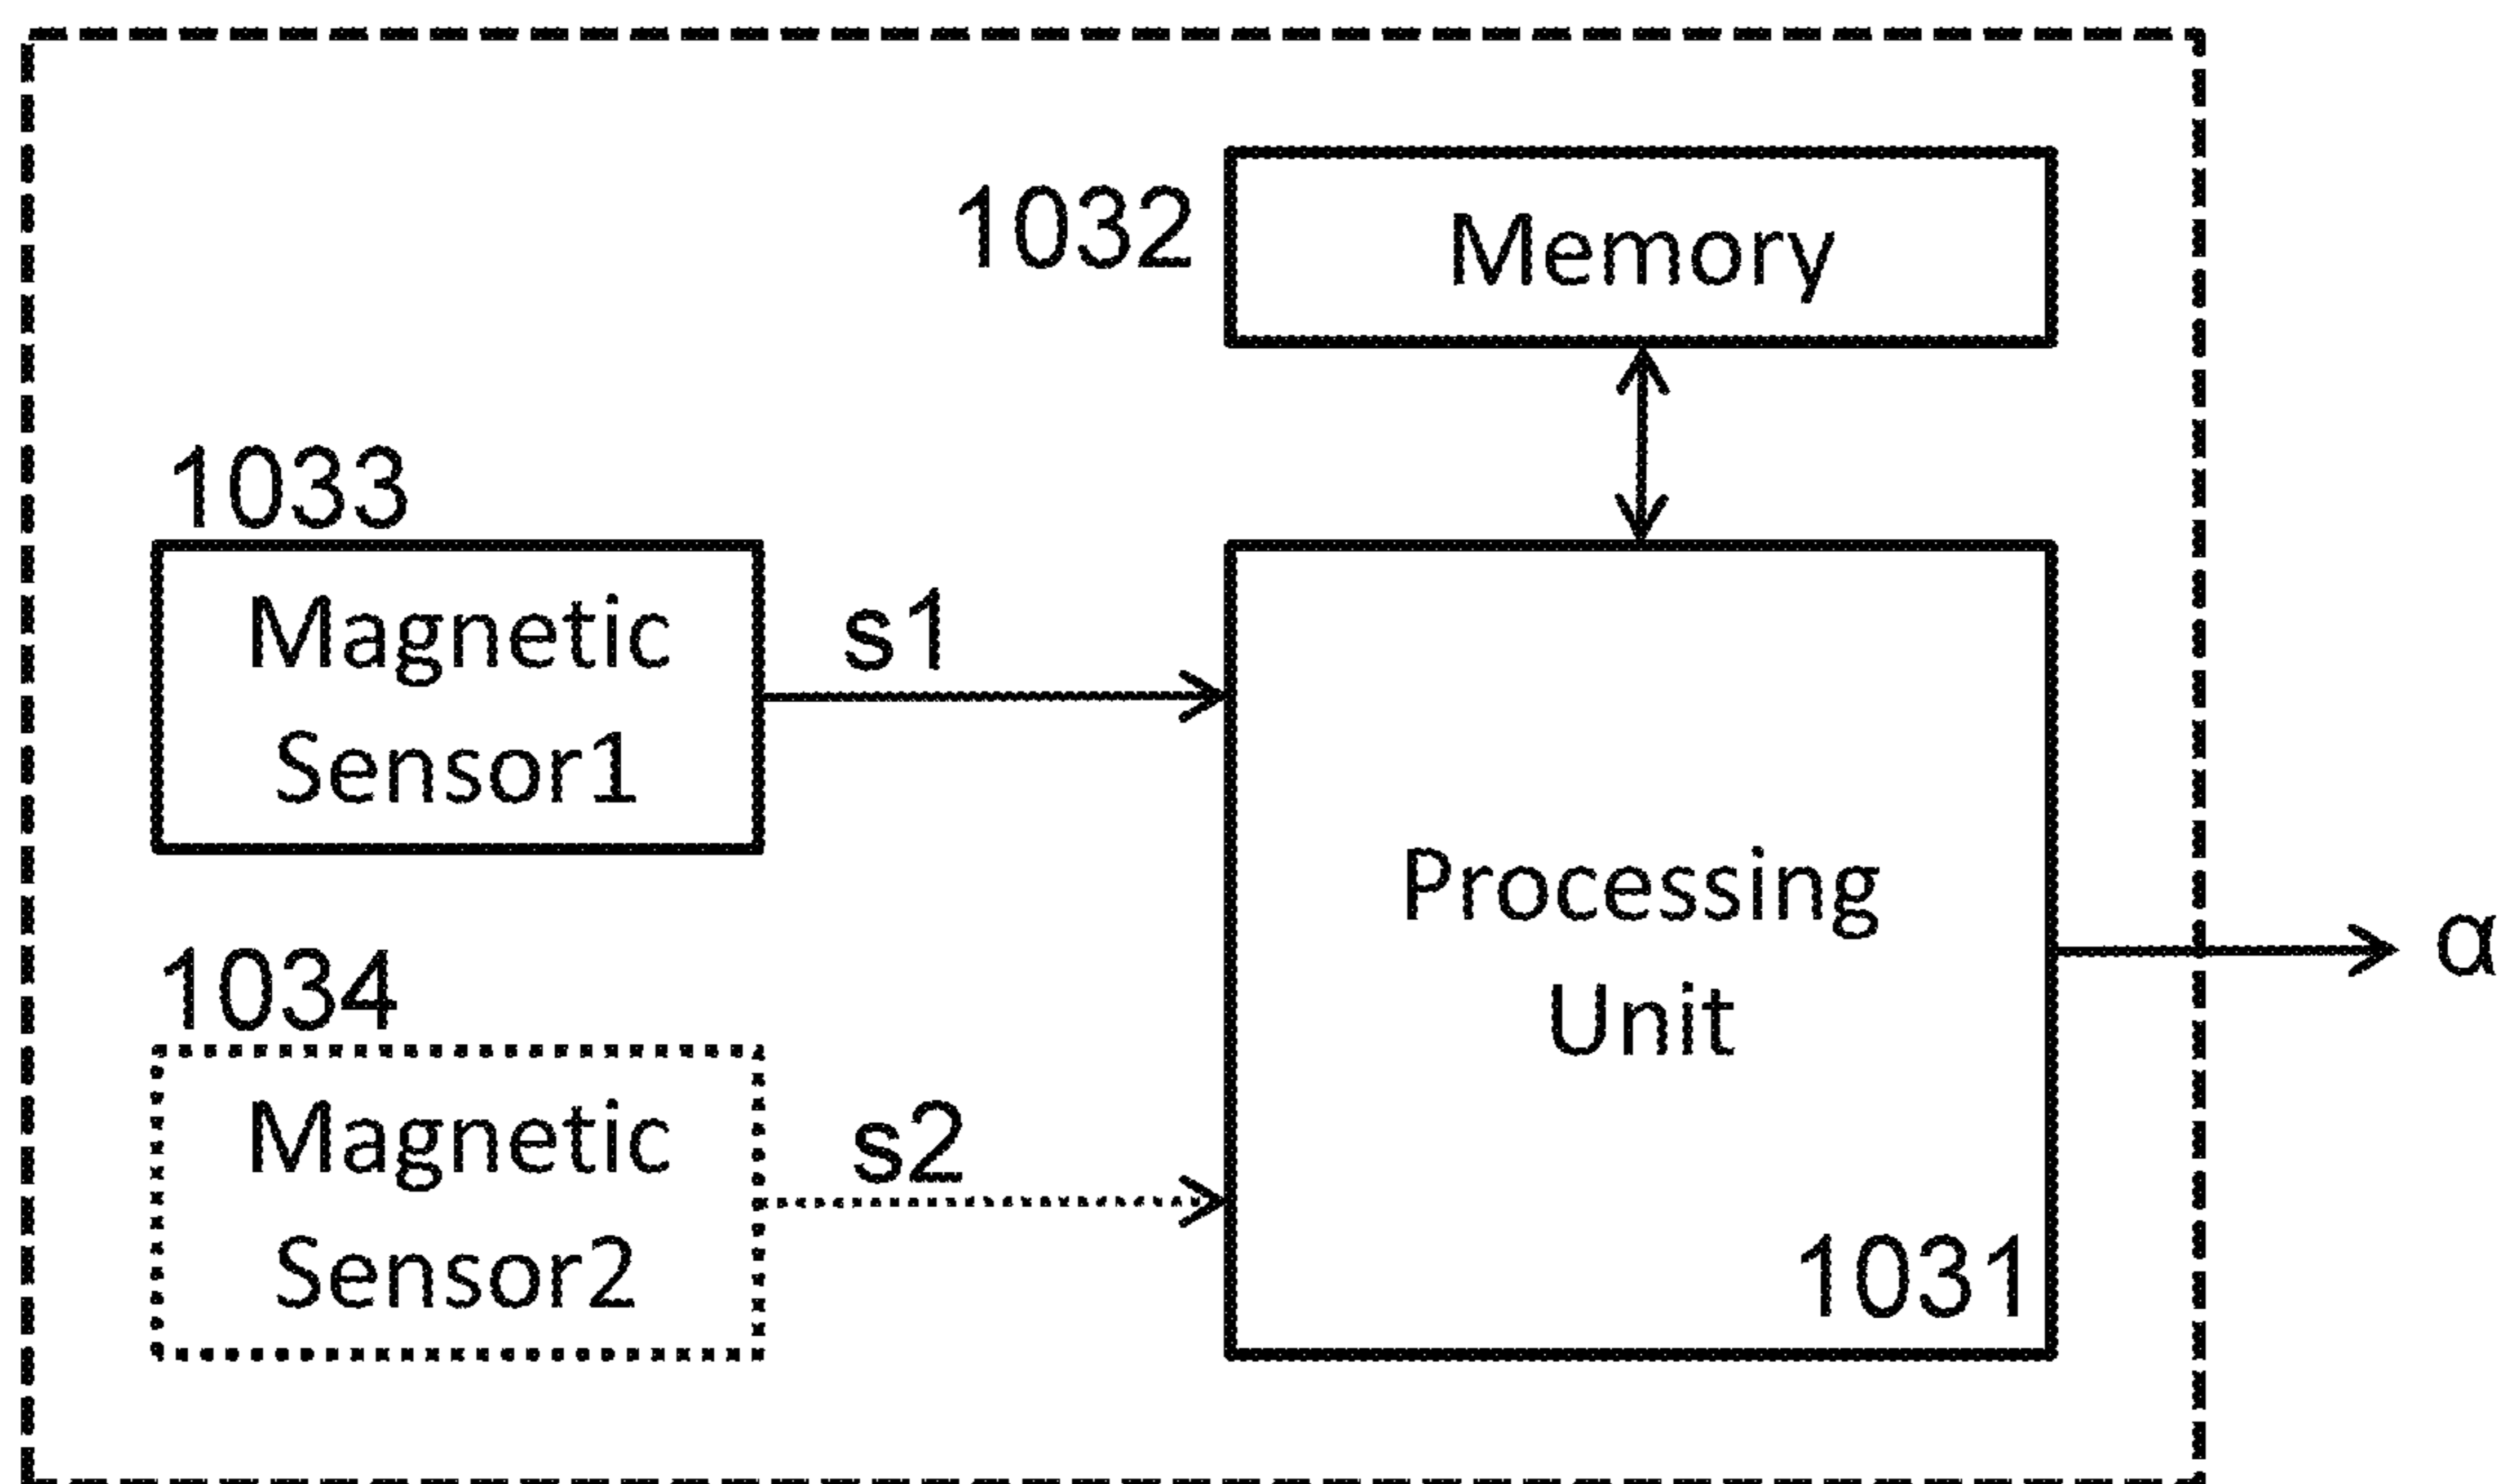 1032
Memory
1033
Magnetic
Sensor1
s1
Processing
Unit
α
1034
Magnetic
Sensor2
s2
1031